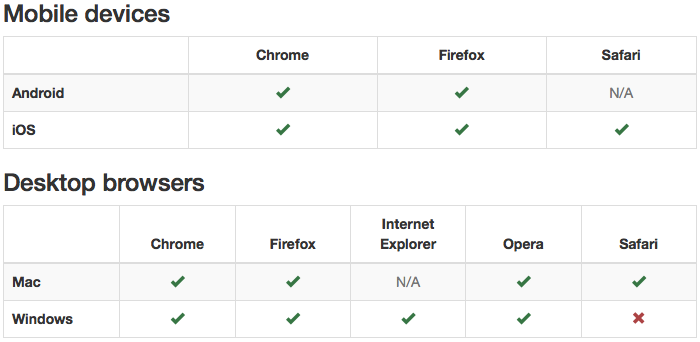 Mobile devices
Chrome Firefox Safari
Android ✔ ✔ N/A
iOS ✔ ✔ ✔
Desktop browsers
Internet
Chrome Firefox Explorer Opera Safari
Mac ✔ ✔ N/A ✔ ✔
Windows ✔ ✔ ✔ ✔ ✖